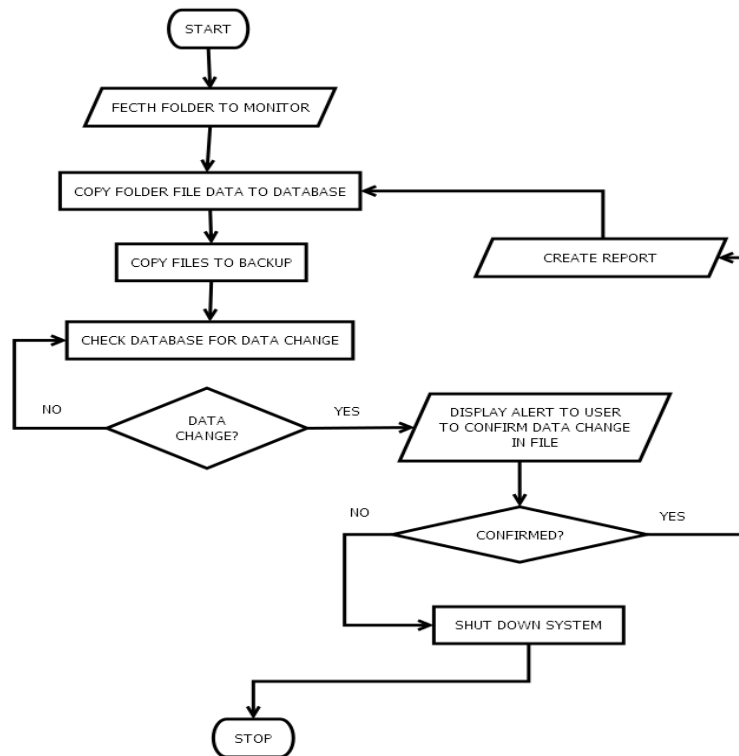 START
FECTH FOLDER TO MONITOR
COPY FOLDER FILE DATA TO DATABASE
COPY FILES TO BACKUP
CREATE REPORT
CHECK DATABASE FOR DATA CHANGE
NO
DATA
CHANGE?
YES
DISPLAY ALERT TO USER
TO CONFIRM DATA CHANGE
IN FILE
NO
CONFIRMED?
YES
SHUT DOWN SYSTEM
STOP